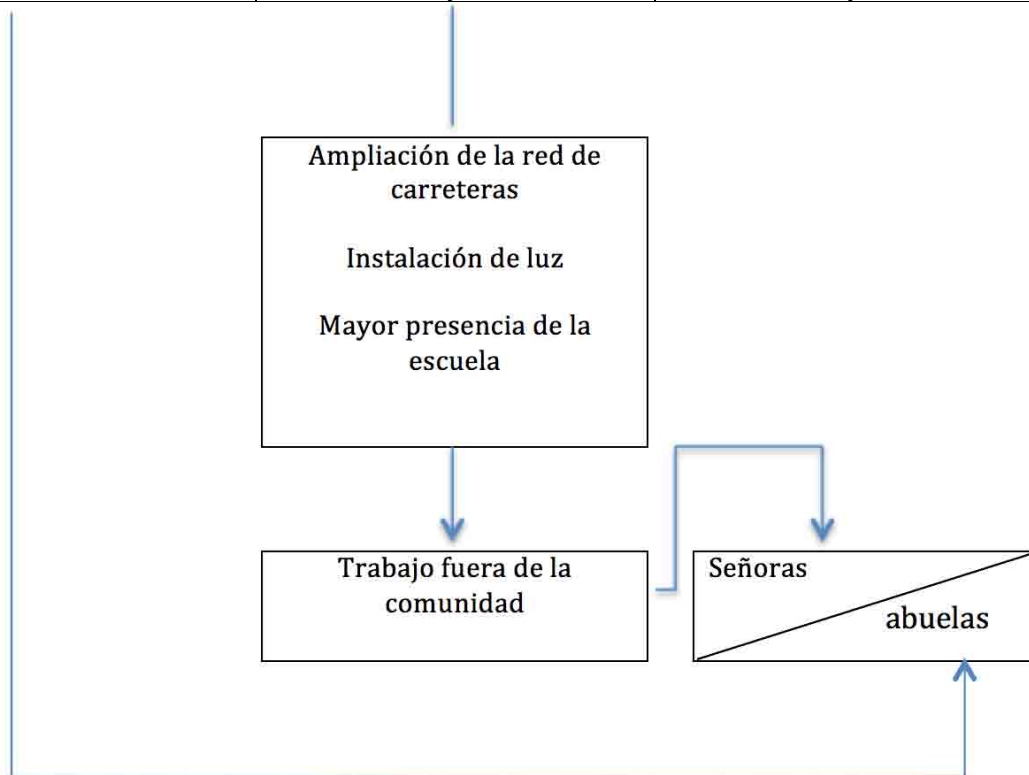 Ampliación de la red de
carreteras
Instalación de luz
Mayor presencia de la
escuela
Trabajo fuera de la
comunidad
Señoras
abuelas